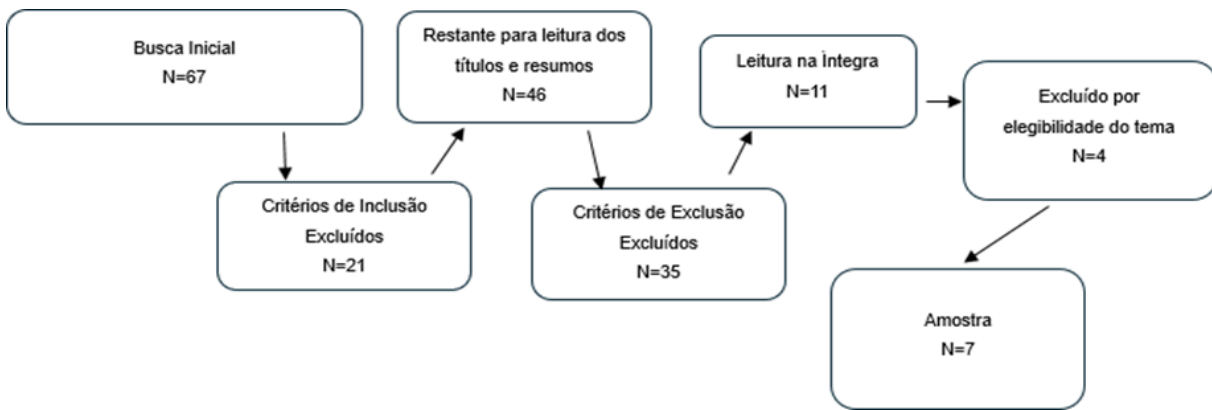 Busca Inicial
N=67
Critérios de Inclusão
Excluídos
N=21
Restante para leitura dos
títulos e resumos
N=46
Critérios de Exclusão
Excluídos
N=35
Leitura na Ìntegra
N=11
Excluído por
elegibilidade do tema
N=4
Amostra
N=7